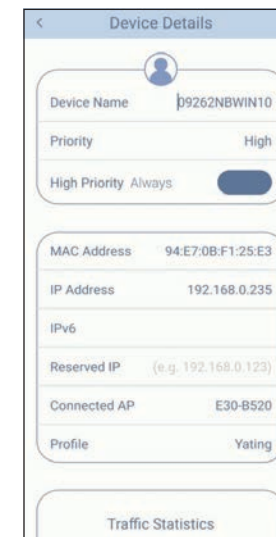 < Device Details
Device Name 09262NBWIN10
Priority High
High Priority Always
MAC Address 94:E7:0B:F1:25:E3
IP Address 192.168.0.235
IPv6
Reserved IP (e.g. 192.168.0.123)
Connected AP E30-B520
Profile Yating
Traffic Statistics